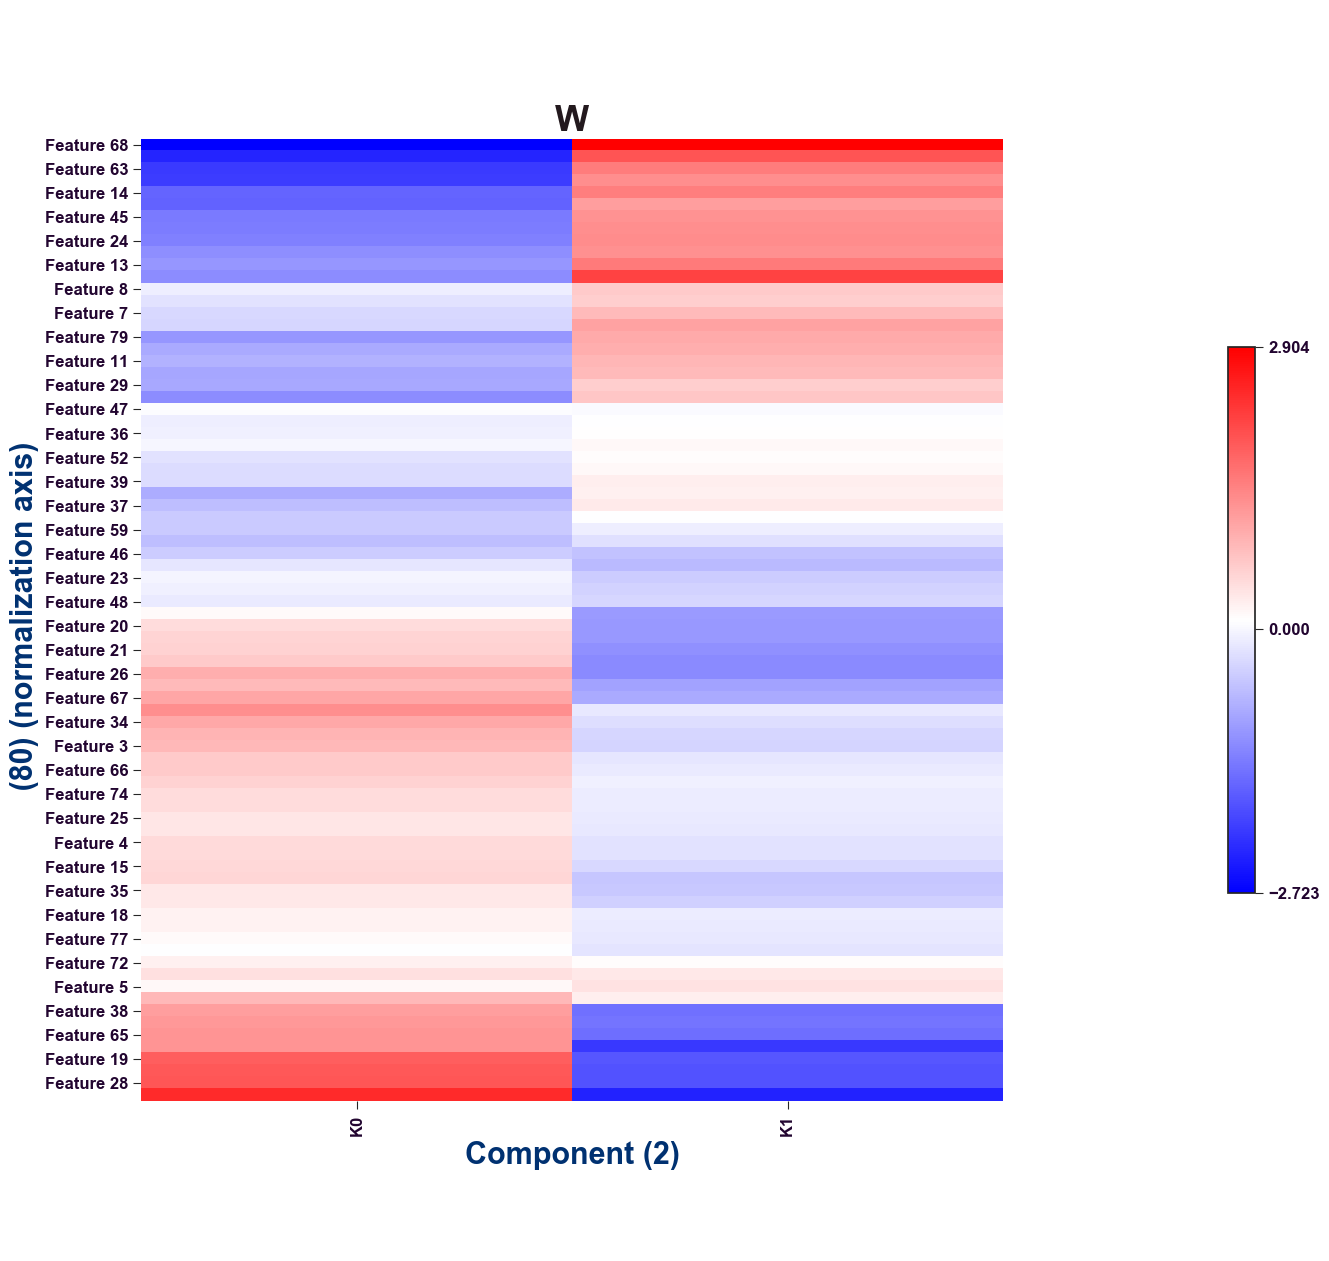 W
Feature 68
Feature 63
Feature 14
Feature 45
Feature 24
Feature 13
Feature 8
Feature 7
Feature 79
Feature 11
Feature 29
Feature 47
Feature 36
Feature 52
Feature 39
Feature 37
Feature 59
Feature 46
Feature 23
Feature 48
Feature 20
Feature 21
Feature 26
Feature 67
Feature 34
Feature 3
Feature 66
Feature 74
Feature 25
Feature 4
Feature 15
Feature 35
Feature 18
Feature 77
Feature 72
Feature 5
Feature 38
Feature 65
Feature 19
Feature 28
(80) (normalization axis)
K0
K1
Component (2)
2.904
0.000
−2.723